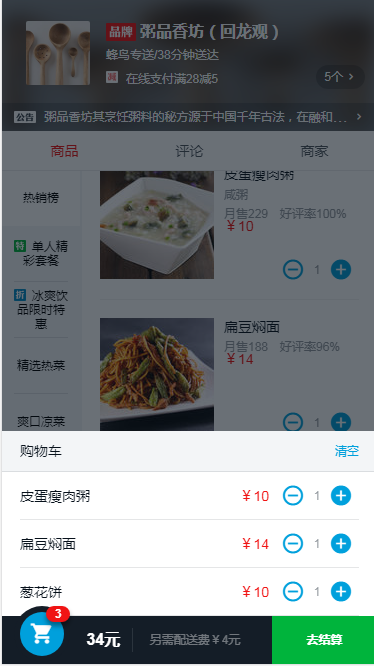 品牌 粥品香坊（回龙观）
蜂鸟专送/38分钟送达
减 在线支付满28减5
5个 >
公告 粥品香坊其烹饪粥料的秘方源于中国千年古法，在融和... >
商品 评论 商家
热销榜
特 单人精彩套餐
折 冰爽饮品限时特惠
精选热菜
爽口凉菜
皮蛋瘦肉粥
咸粥
月售229 好评率100%
￥10
1
扁豆焖面
月售188 好评率96%
￥14
1
购物车 清空
皮蛋瘦肉粥 ￥10 1
扁豆焖面 ￥14 1
葱花饼 ￥10 1
3
34元 另需配送费￥4元 去结算